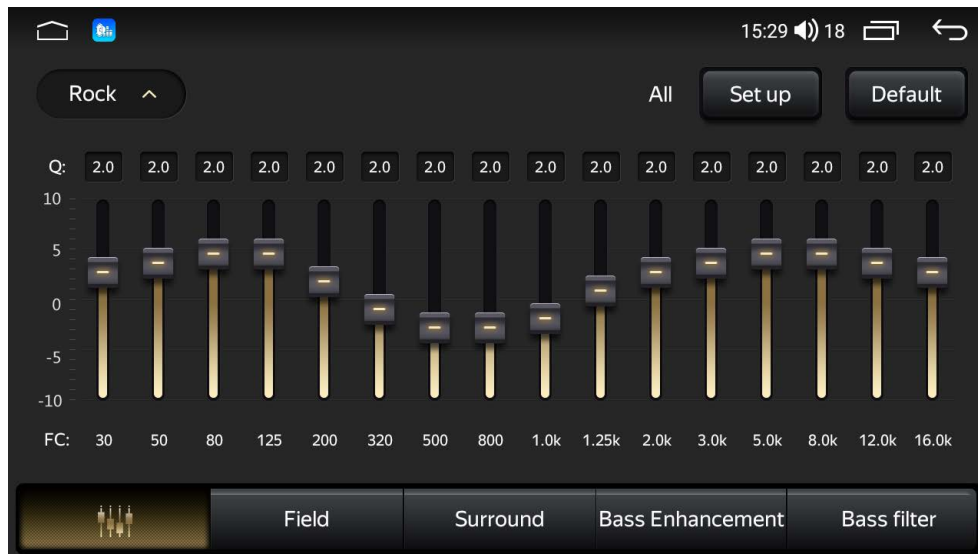 15:29 18
Rock All Set up Default
Q: 2.0 2.0 2.0 2.0 2.0 2.0 2.0 2.0 2.0 2.0 2.0 2.0 2.0 2.0 2.0 2.0
10
5
0
-5
-10
FC: 30 50 80 125 200 320 500 800 1.0k 1.25k 2.0k 3.0k 5.0k 8.0k 12.0k 16.0k
Field Surround Bass Enhancement Bass filter